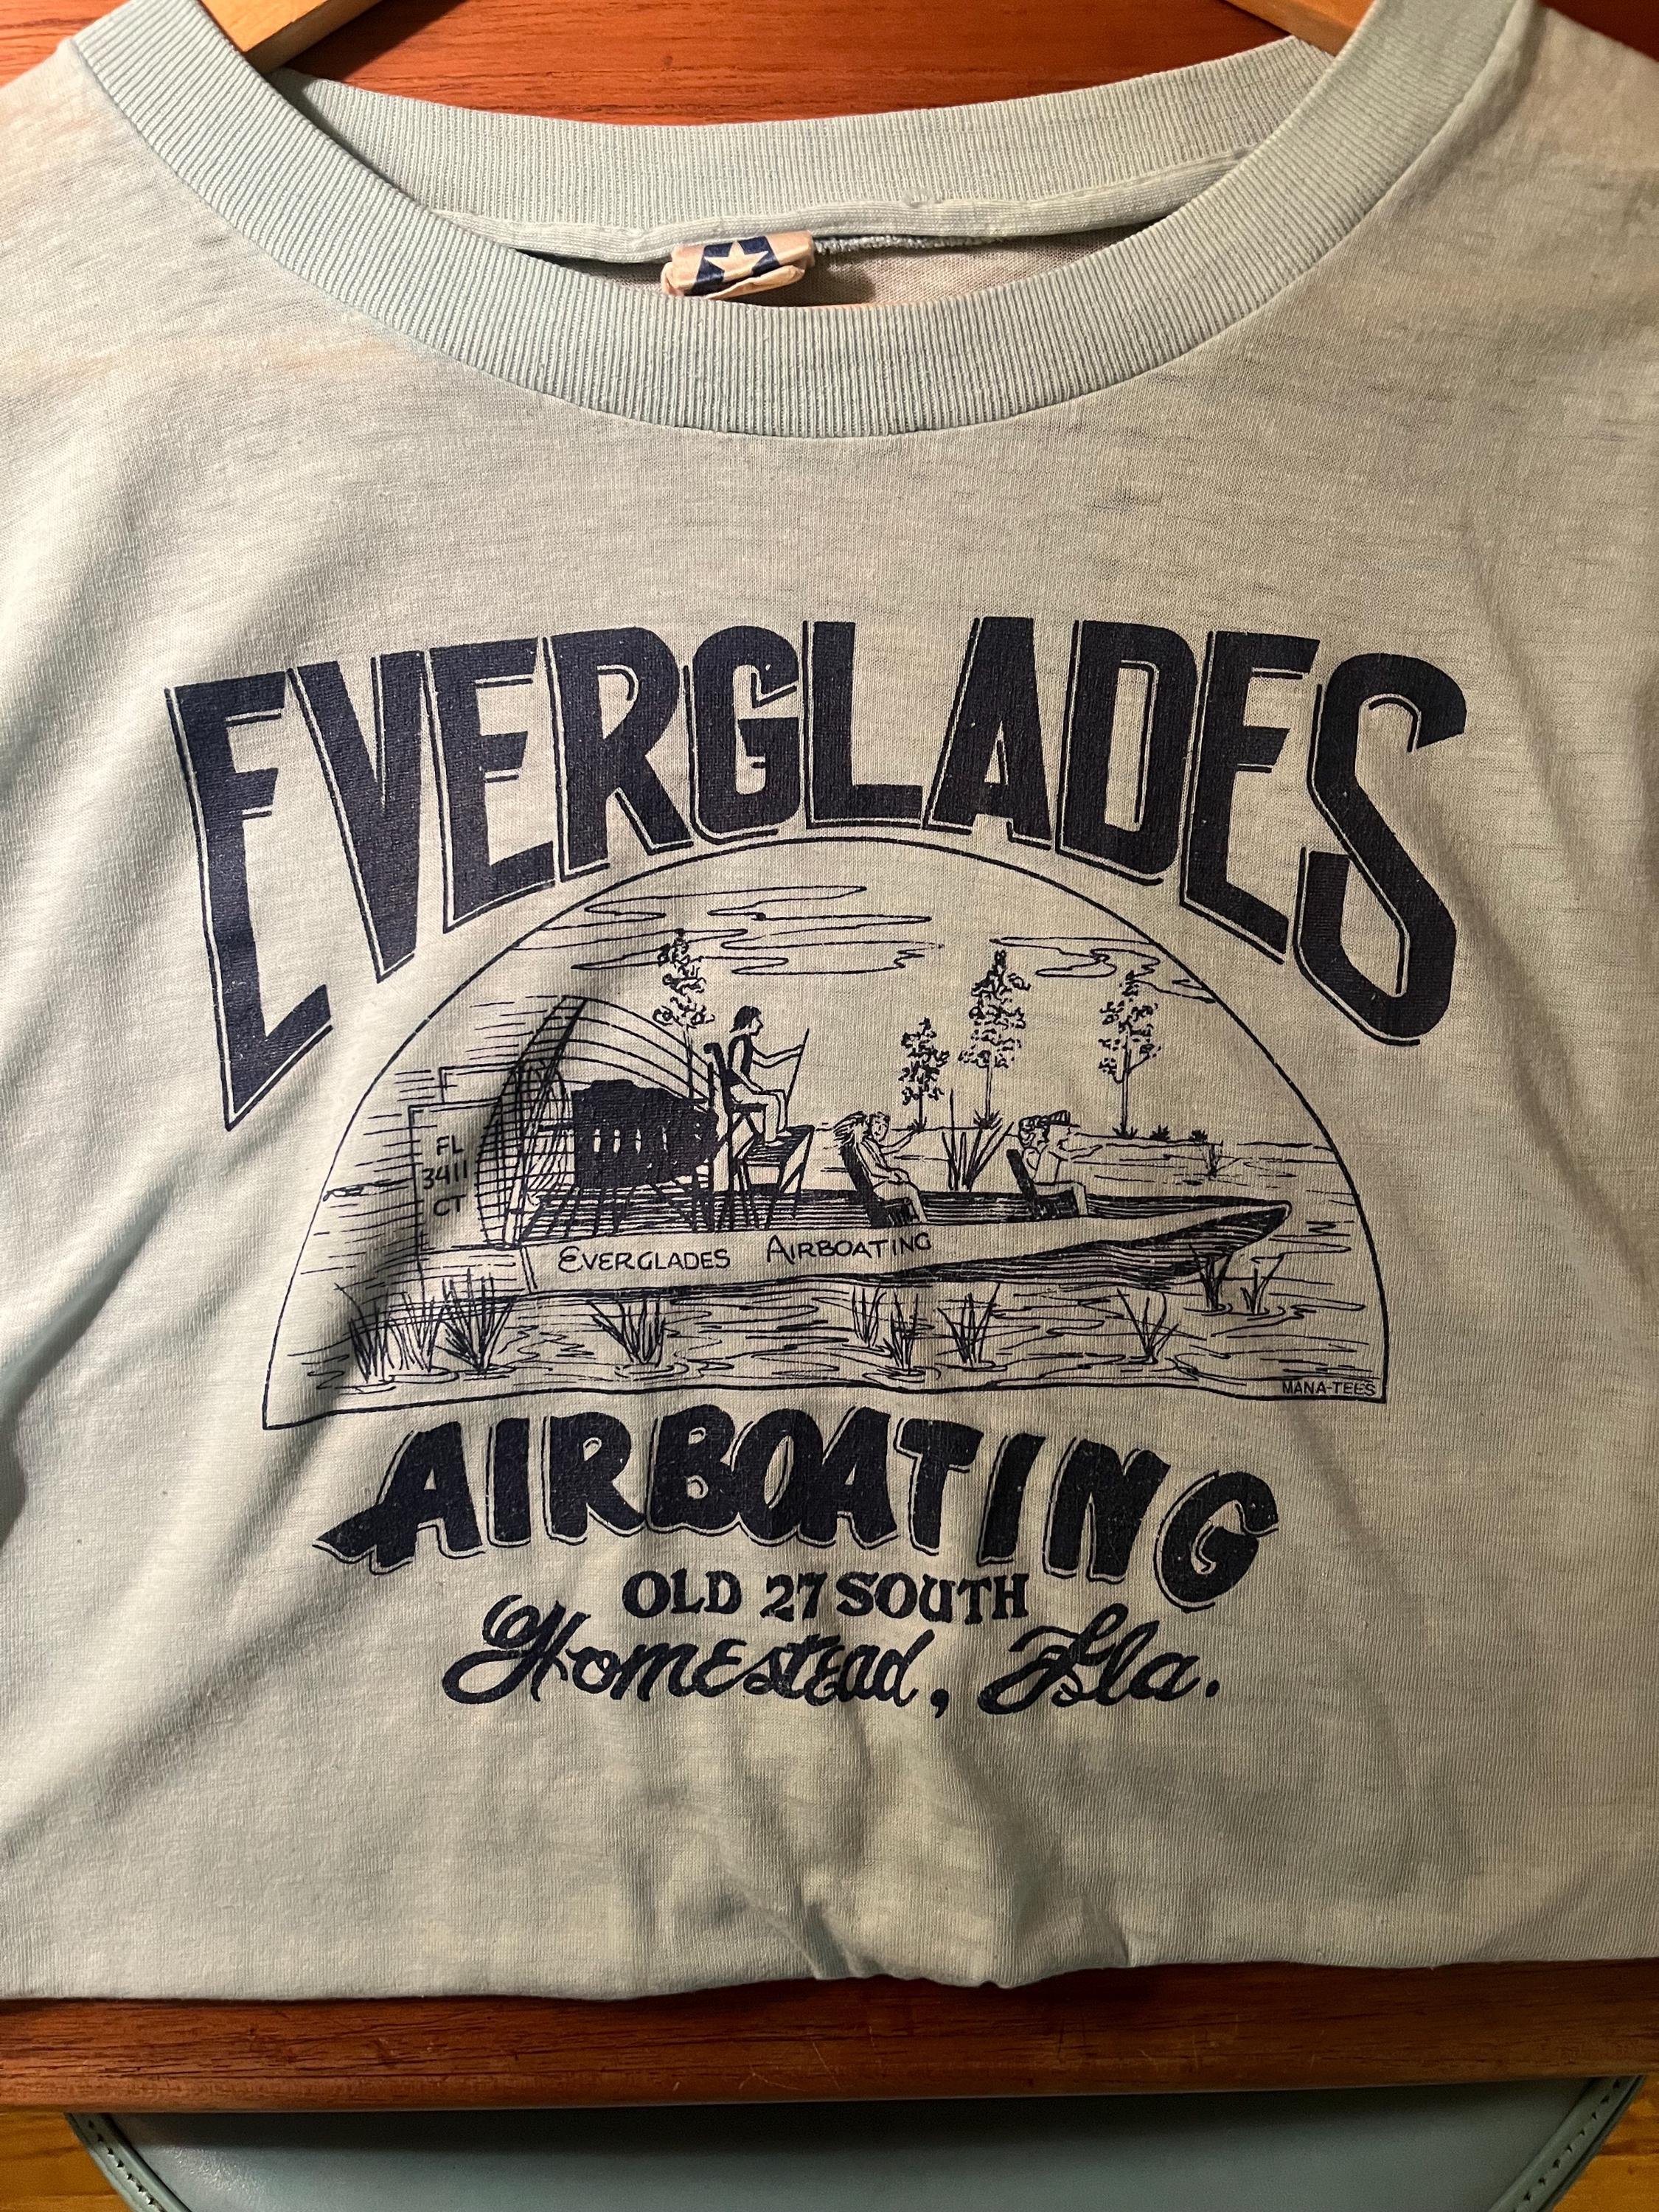 EVERGLADES
FL
3411
CT
EVERGLADES AIRBOATING
MANA-TEES
AIRBOATING
OLD 27 SOUTH
Homestead, Fla.